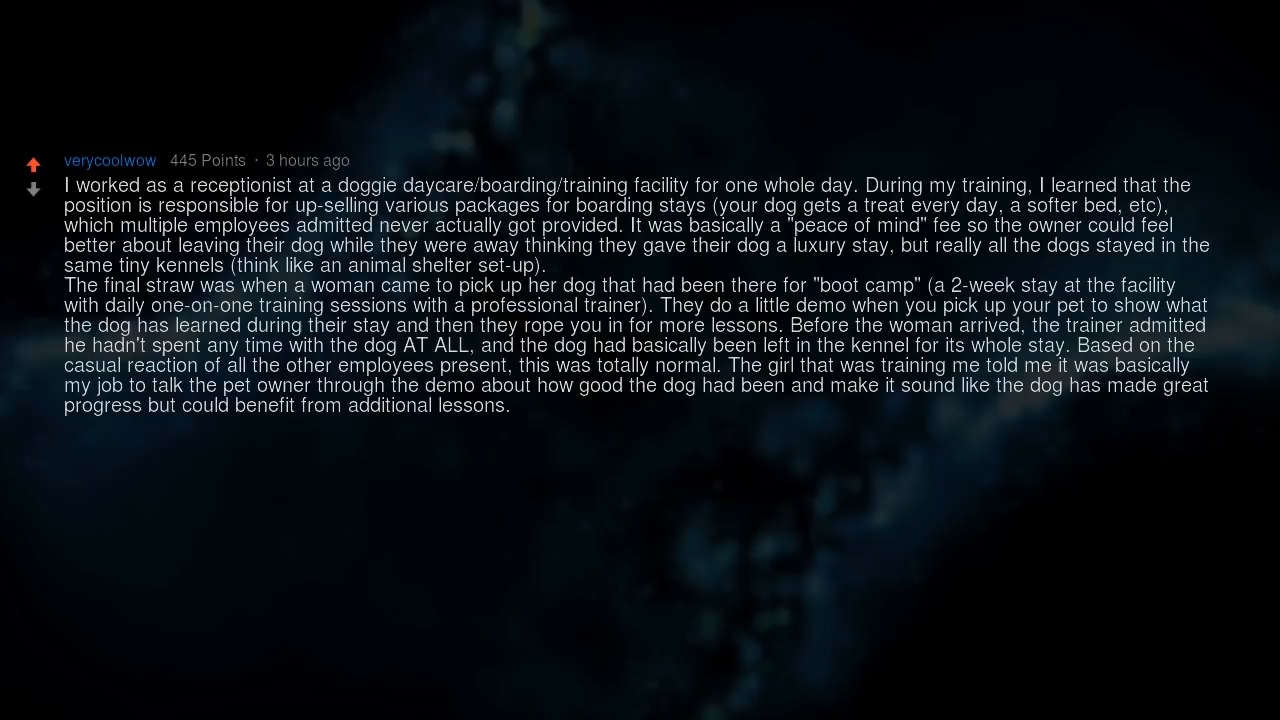 verycoolwow 445 Points · 3 hours ago
I worked as a receptionist at a doggie daycare/boarding/training facility for one whole day. During my training, I learned that the
position is responsible for up-selling various packages for boarding stays (your dog gets a treat every day, a softer bed, etc),
which multiple employees admitted never actually got provided. It was basically a "peace of mind" fee so the owner could feel
better about leaving their dog while they were away thinking they gave their dog a luxury stay, but really all the dogs stayed in the
same tiny kennels (think like an animal shelter set-up).
The final straw was when a woman came to pick up her dog that had been there for "boot camp" (a 2-week stay at the facility
with daily one-on-one training sessions with a professional trainer). They do a little demo when you pick up your pet to show what
the dog has learned during their stay and then they rope you in for more lessons. Before the woman arrived, the trainer admitted
he hadn't spent any time with the dog AT ALL, and the dog had basically been left in the kennel for its whole stay. Based on the
casual reaction of all the other employees present, this was totally normal. The girl that was training me told me it was basically
my job to talk the pet owner through the demo about how good the dog had been and make it sound like the dog has made great
progress but could benefit from additional lessons.